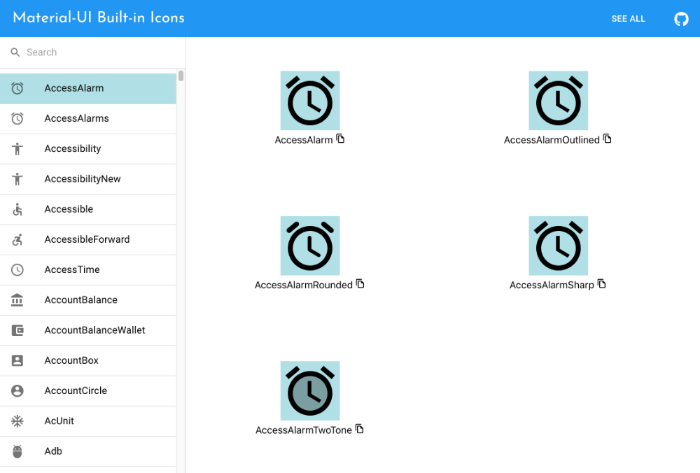 Material-UI Built-in Icons
SEE ALL
Search
AccessAlarm
AccessAlarms
Accessibility
AccessibilityNew
Accessible
AccessibleForward
AccessTime
AccountBalance
AccountBalanceWallet
AccountBox
AccountCircle
AcUnit
Adb
AccessAlarm
AccessAlarmOutlined
AccessAlarmRounded
AccessAlarmSharp
AccessAlarmTwoTone